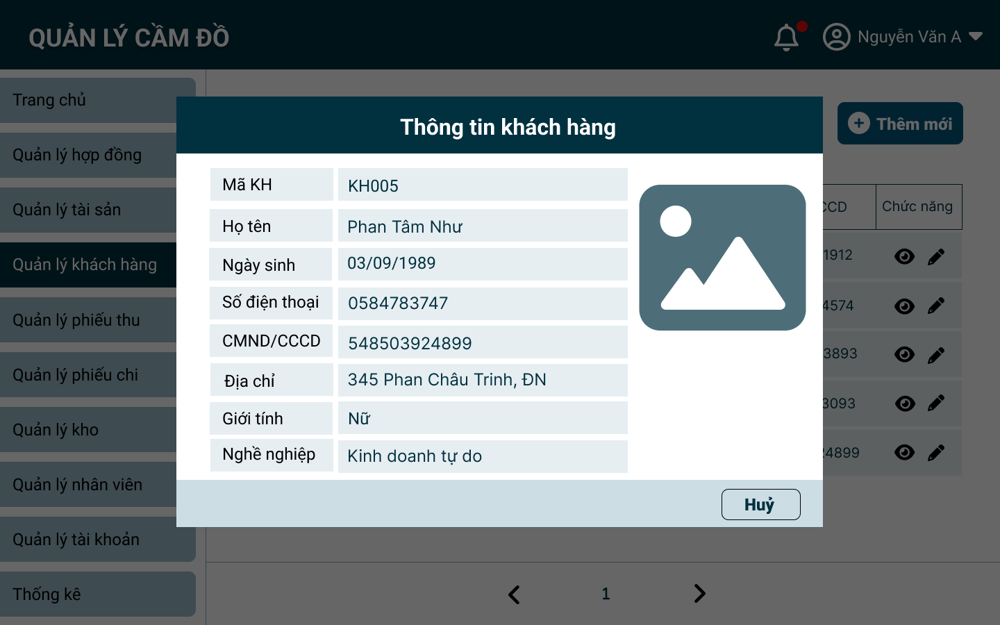 QUẢN LÝ CẦM ĐỒ
Nguyễn Văn A
Trang chủ
Quản lý hợp đồng
Quản lý tài sản
Quản lý khách hàng
Quản lý phiếu thu
Quản lý phiếu chi
Quản lý kho
Quản lý nhân viên
Quản lý tài khoản
Thống kê
Thêm mới
Thông tin khách hàng
Mã KH KH005
Họ tên Phan Tâm Như
Ngày sinh 03/09/1989
Số điện thoại 0584783747
CMND/CCCD 548503924899
Địa chỉ 345 Phan Châu Trinh, ĐN
Giới tính Nữ
Nghề nghiệp Kinh doanh tự do
Huỷ
CCD Chức năng
1912
4574
3893
3093
24899
1